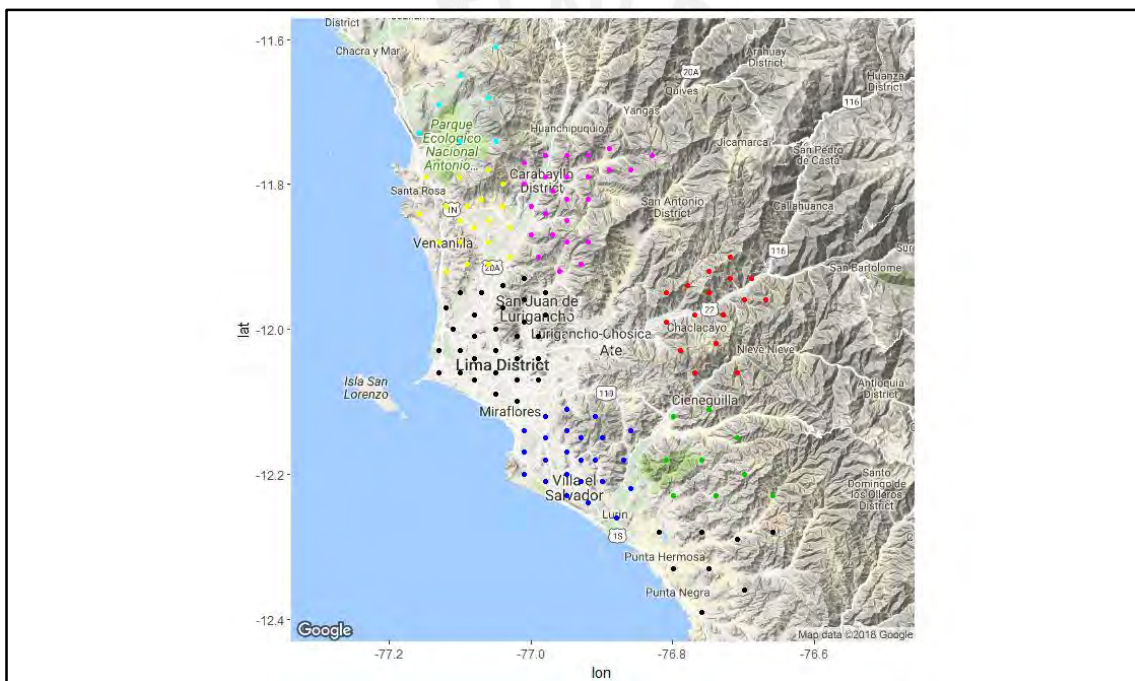 District
Chacra y Mar
Arahuay
District
20A
Huanza
District
Quives
116
Yangas
Huanchipuquio
Parque
Ecologico
Nacional
Antonio...
Jicamarca
San Pedro
de Casta
Carabayllo
District
Santa Rosa
San Antonio
District
Callahuanca
1N
Ventanilla
116
20A
San Bartolome
San Juan de
Lurigancho
22
Chaclacayo
Lurigancho-Chosica
Ate
Nieve Nieve
Lima District
Isla San
Lorenzo
Antioquia
District
110
Cieneguilla
Miraflores
Santo
Domingo de
los Olleros
District
Villa el
Salvador
Lurin
1S
Punta Hermosa
Punta Negra
Google
Map data ©2018 Google
-11.6
-11.8
-12.0
-12.2
-12.4
lat
-77.2
-77.0
-76.8
-76.6
lon